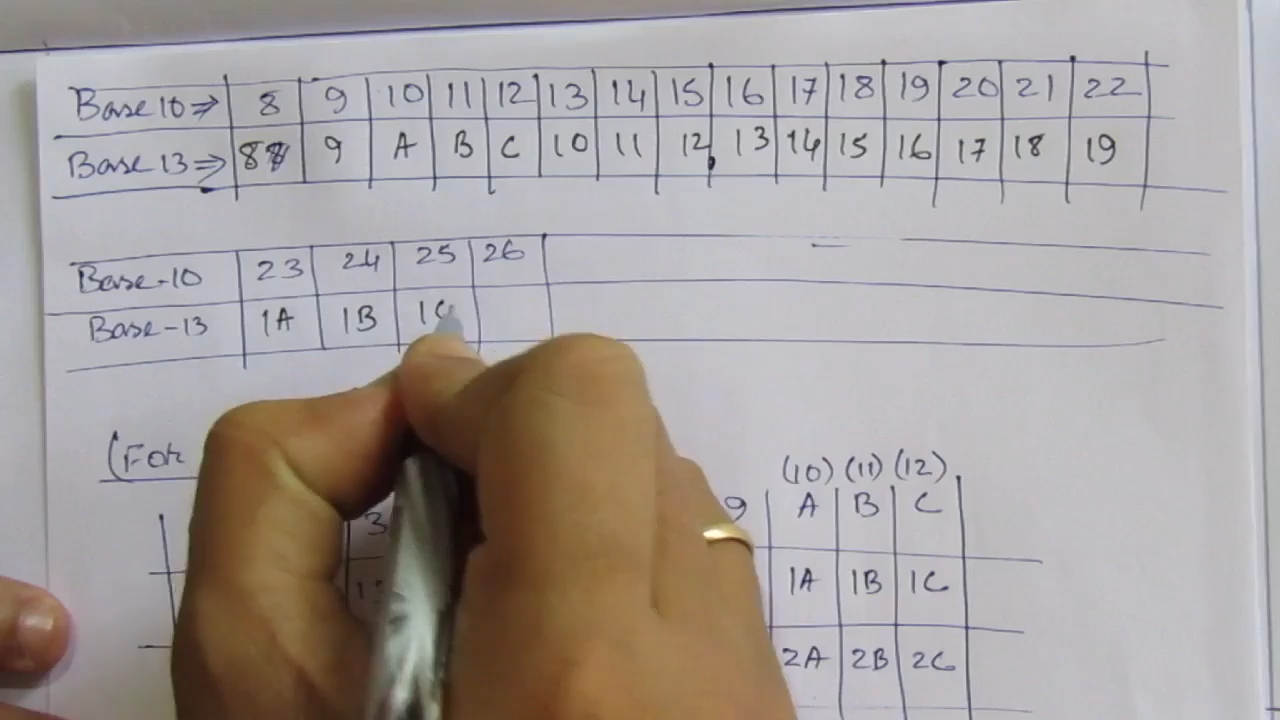 Base 10⇒ 8 9 10 11 12 13 14 15 16 17 18 19 20 21 22
Base 13⇒ 8 9 A B C 10 11 12 13 14 15 16 17 18 19
Base-10 23 24 25 26
Base-13 1A 1B 1C
(For
(10) (11) (12)
3 9 A B C
1A 1B 1C
2A 2B 2C